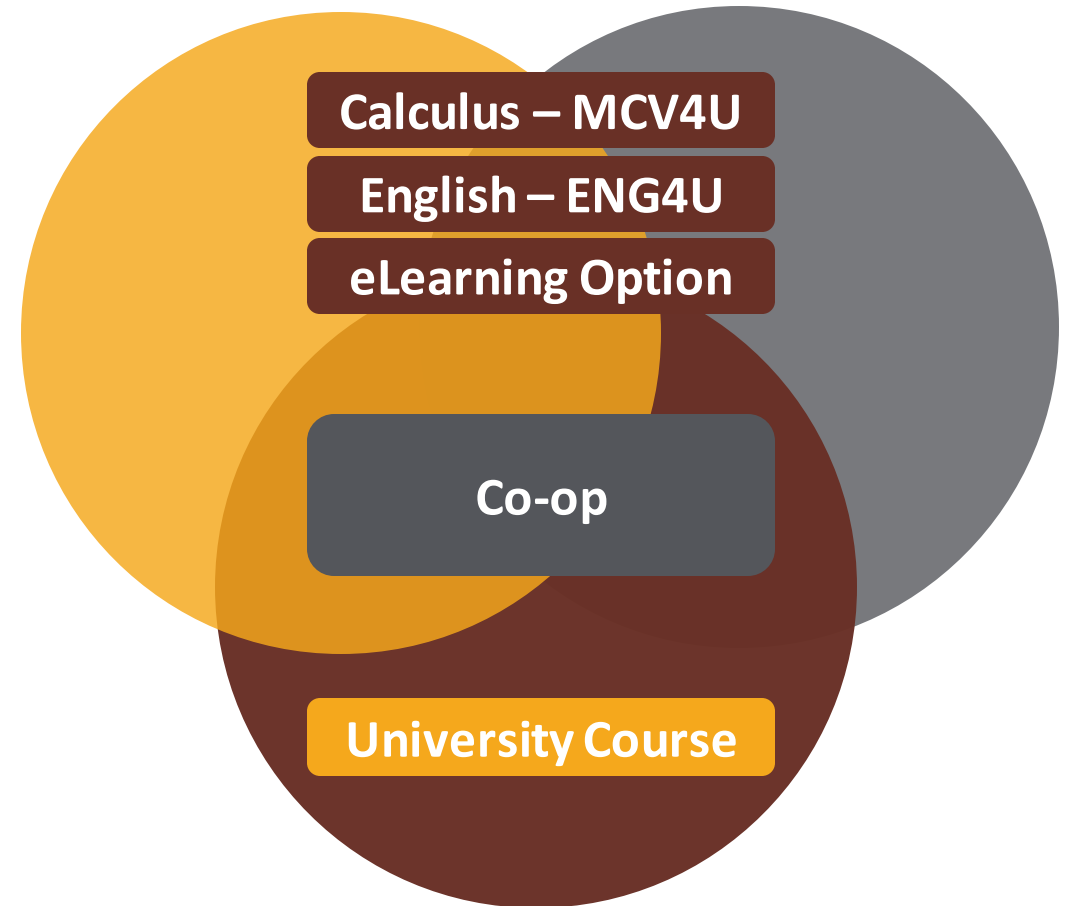 Calculus – MCV4U
English – ENG4U
eLearning Option
Co-op
University Course